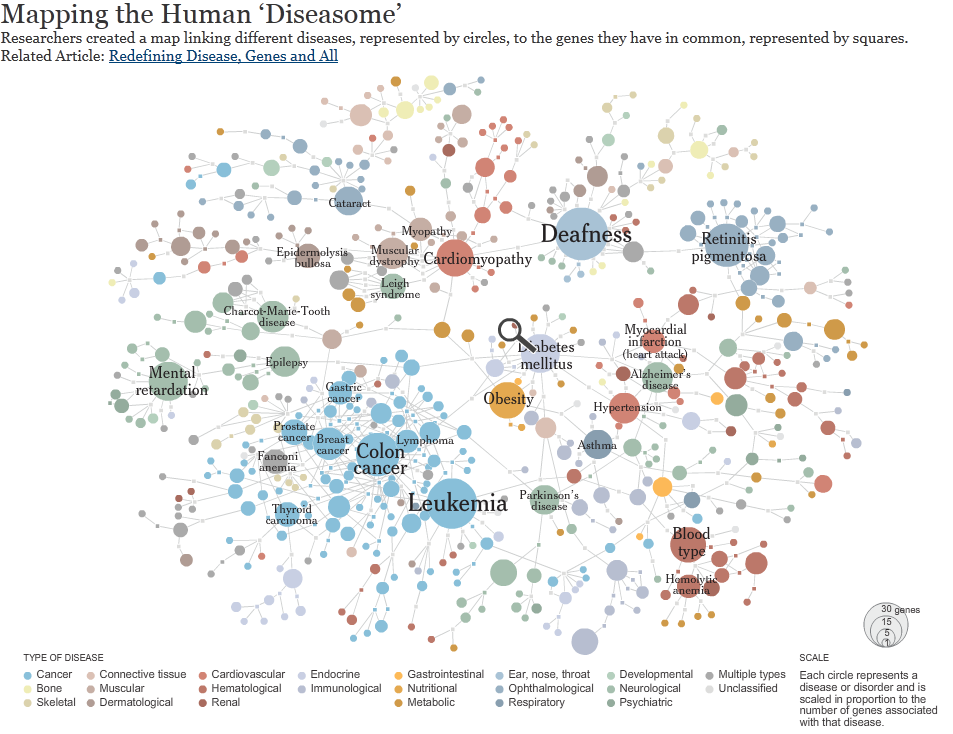 Mapping the Human ‘Diseasome’
Researchers created a map linking different diseases, represented by circles, to the genes they have in common, represented by squares.
Related Article: Redefining Disease, Genes and All
Cataract
Deafness
Myopathy
Epidermolysis
bullosa
Muscular
dystrophy
Cardiomyopathy
Retinitis
pigmentosa
Leigh
syndrome
Charcot-Marie-Tooth
disease
Myocardial
infarction
(heart attack)
Diabetes
mellitus
Epilepsy
Mental
retardation
Alzheimer's
disease
Gastric
cancer
Obesity
Hypertension
Prostate
cancer
Breast
cancer
Lymphoma
Colon
cancer
Asthma
Fanconi
anemia
Leukemia
Parkinson's
disease
Thyroid
carcinoma
Blood
type
Hemolytic
anemia
30 genes
15
5
1
TYPE OF DISEASE
Cancer
Bone
Skeletal
Connective tissue
Muscular
Dermatological
Cardiovascular
Hematological
Renal
Endocrine
Immunological
Gastrointestinal
Nutritional
Metabolic
Ear, nose, throat
Ophthalmological
Respiratory
Developmental
Neurological
Psychiatric
Multiple types
Unclassified
SCALE
Each circle represents a
disease or disorder and is
scaled in proportion to the
number of genes associated
with that disease.